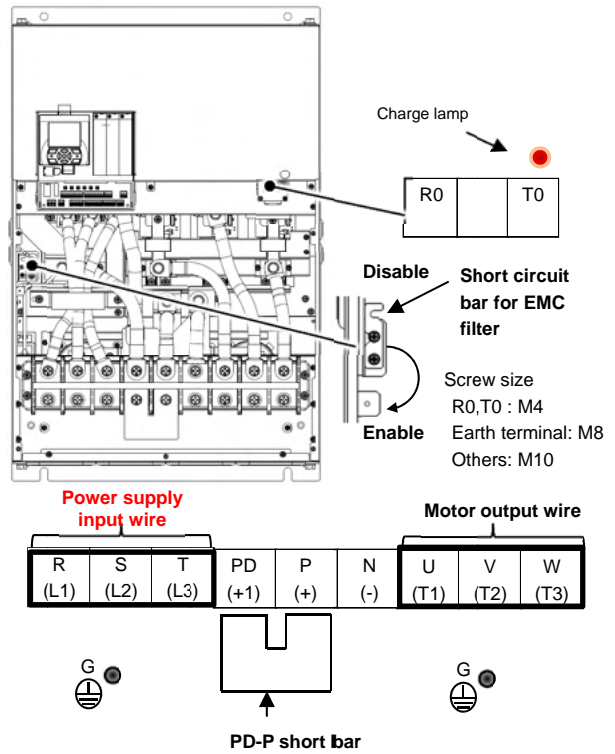 Charge lamp
R0
T0
Disable
Short circuit
bar for EMC
filter
Enable
Screw size
R0,T0 : M4
Earth terminal: M8
Others: M10
Power supply
input wire
Motor output wire
R
(L1)
S
(L2)
T
(L3)
PD
(+1)
P
(+)
N
(-)
U
(T1)
V
(T2)
W
(T3)
G
G
PD-P short bar